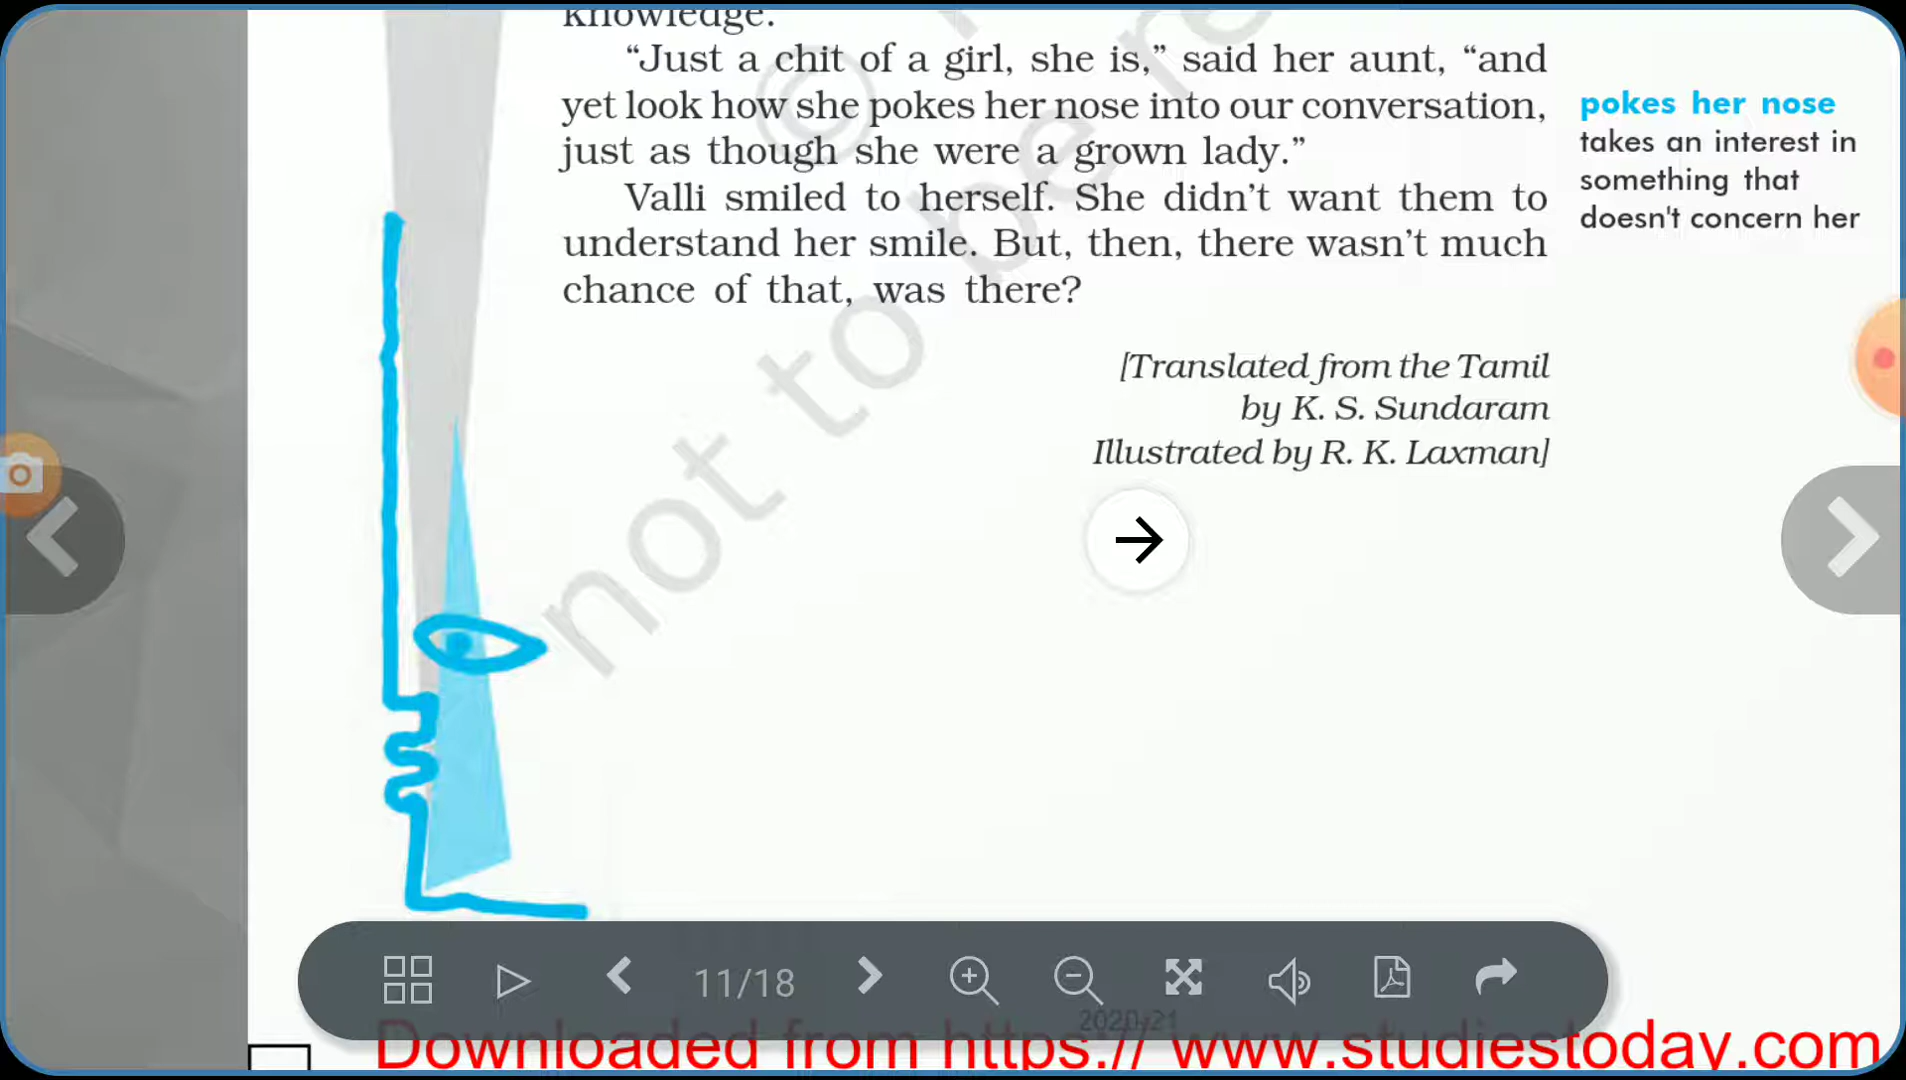 knowledge.
“Just a chit of a girl, she is,” said her aunt, “and
yet look how she pokes her nose into our conversation,
just as though she were a grown lady.”
Valli smiled to herself. She didn’t want them to
understand her smile. But, then, there wasn’t much
chance of that, was there?
pokes her nose
takes an interest in
something that
doesn't concern her
[Translated from the Tamil
by K. S. Sundaram
Illustrated by R. K. Laxman]
© 
not to be re
11/18
2020-21
Downloaded from https:// www.studiestoday.com